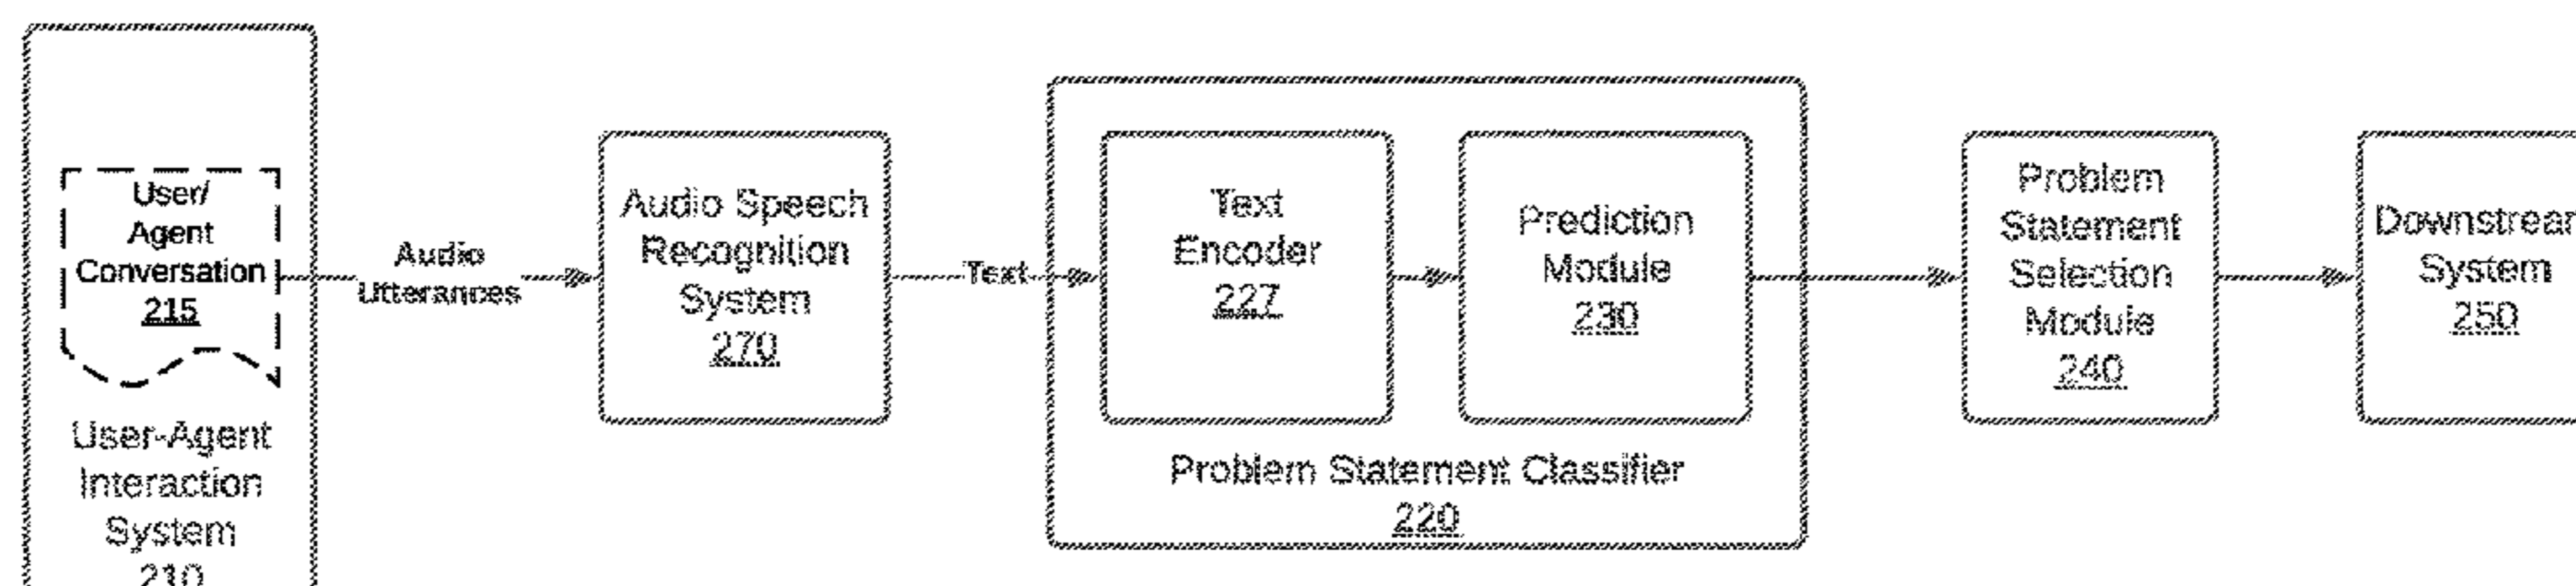 User/
Agent
Conversation
215
User-Agent
Interaction
System
210
Audio
Utterances
Audio Speech
Recognition
System
270
Text
Text
Encoder
227
Prediction
Module
230
Problem Statement Classifier
220
Problem
Statement
Selection
Module
240
System
250